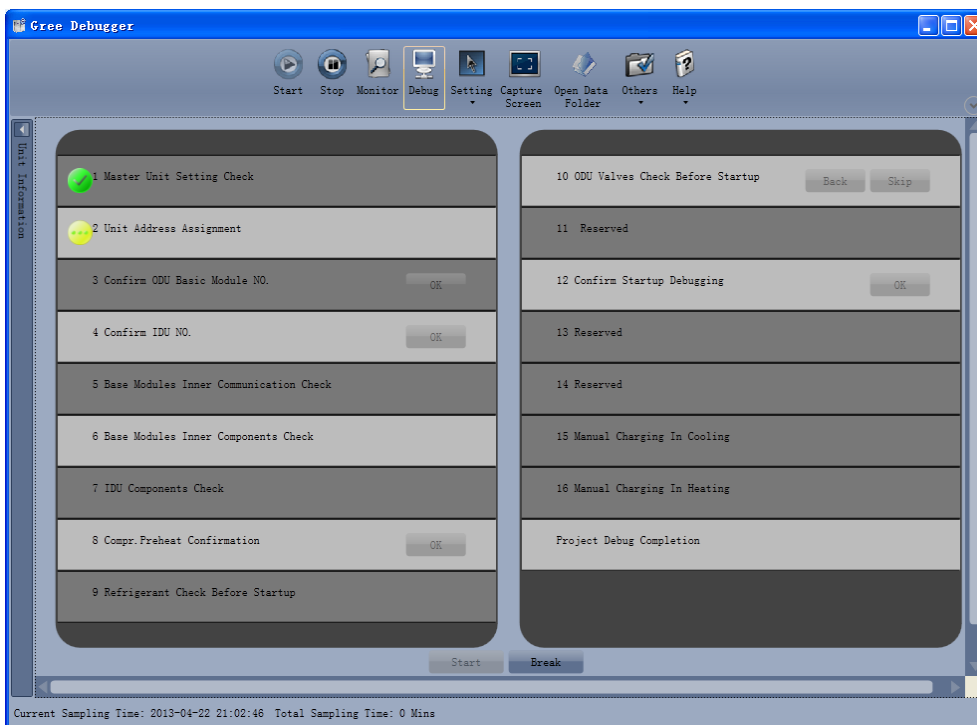 Gree Debugger
Start Stop Monitor Debug Setting Capture Screen Open Data Folder Others Help
Unit Information
1 Master Unit Setting Check
2 Unit Address Assignment
3 Confirm ODU Basic Module NO. OK
4 Confirm IDU NO. OK
5 Base Modules Inner Communication Check
6 Base Modules Inner Components Check
7 IDU Components Check
8 Compr.Preheat Confirmation OK
9 Refrigerant Check Before Startup
10 ODU Valves Check Before Startup Back Skip
11 Reserved
12 Confirm Startup Debugging OK
13 Reserved
14 Reserved
15 Manual Charging In Cooling
16 Manual Charging In Heating
Project Debug Completion
Start Break
Current Sampling Time: 2013-04-22 21:02:46 Total Sampling Time: 0 Mins